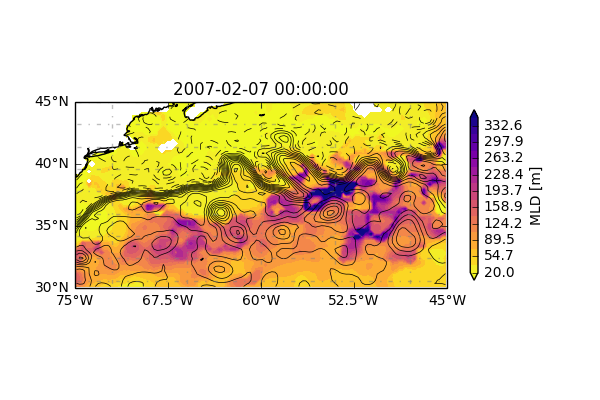 2007-02-07 00:00:00
45°N
40°N
35°N
30°N
75°W
67.5°W
60°W
52.5°W
45°W
332.6
297.9
263.2
228.4
193.7
158.9
124.2
89.5
54.7
20.0
MLD [m]